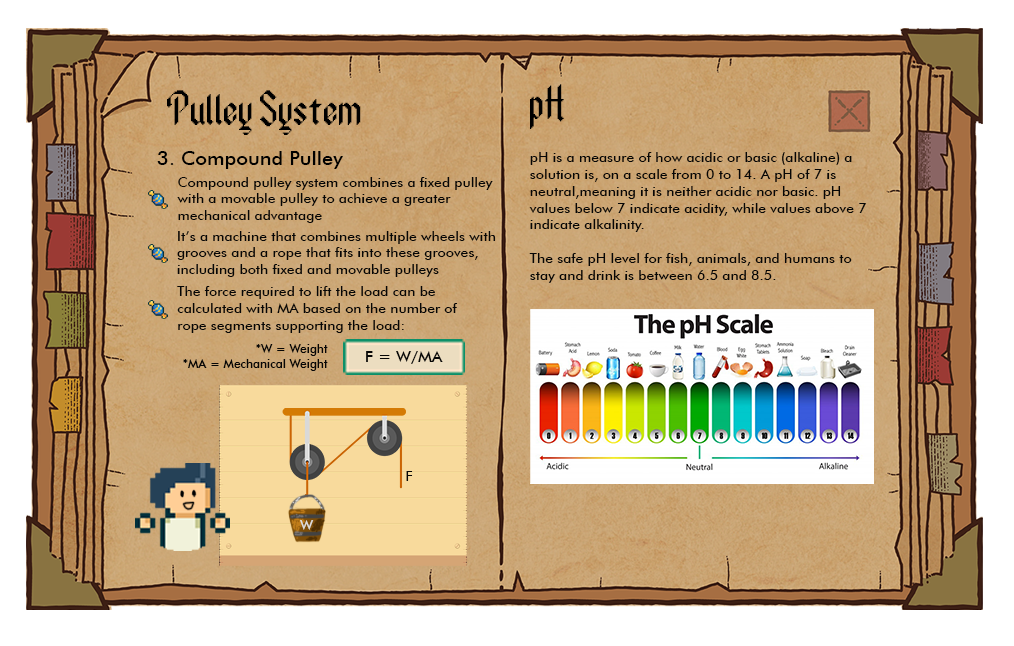 Pulley System
3. Compound Pulley
Compound pulley system combines a fixed pulley
with a movable pulley to achieve a greater
mechanical advantage
It's a machine that combines multiple wheels with
grooves and a rope that fits into these grooves,
including both fixed and movable pulleys
The force required to lift the load can be
calculated with MA based on the number of
rope segments supporting the load:
*W = Weight
*MA = Mechanical Weight
F = W/MA
F
W
pH
pH is a measure of how acidic or basic (alkaline) a
solution is, on a scale from 0 to 14. A pH of 7 is
neutral,meaning it is neither acidic nor basic. pH
values below 7 indicate acidity, while values above 7
indicate alkalinity.
The safe pH level for fish, animals, and humans to
stay and drink is between 6.5 and 8.5.
The pH Scale
Battery
Stomach
Acid
Lemon
Soda
Tomato
Coffee
Milk
Water
Blood
Egg
White
Stomach
Tablets
Ammonia
Solution
Soap
Bleach
Drain
Cleaner
0 1 2 3 4 5 6 7 8 9 10 11 12 13 14
Acidic
Neutral
Alkaline